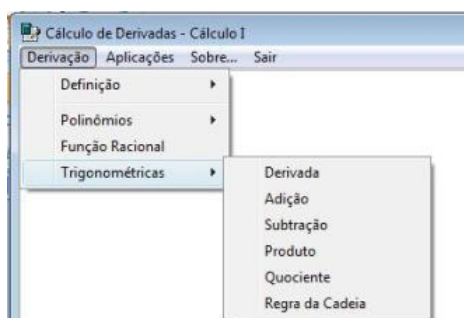 Cálculo de Derivadas - Cálculo I
Derivação Aplicações Sobre... Sair
Definição
Polinômios
Função Racional
Trigonométricas
Derivada
Adição
Subtração
Produto
Quociente
Regra da Cadeia